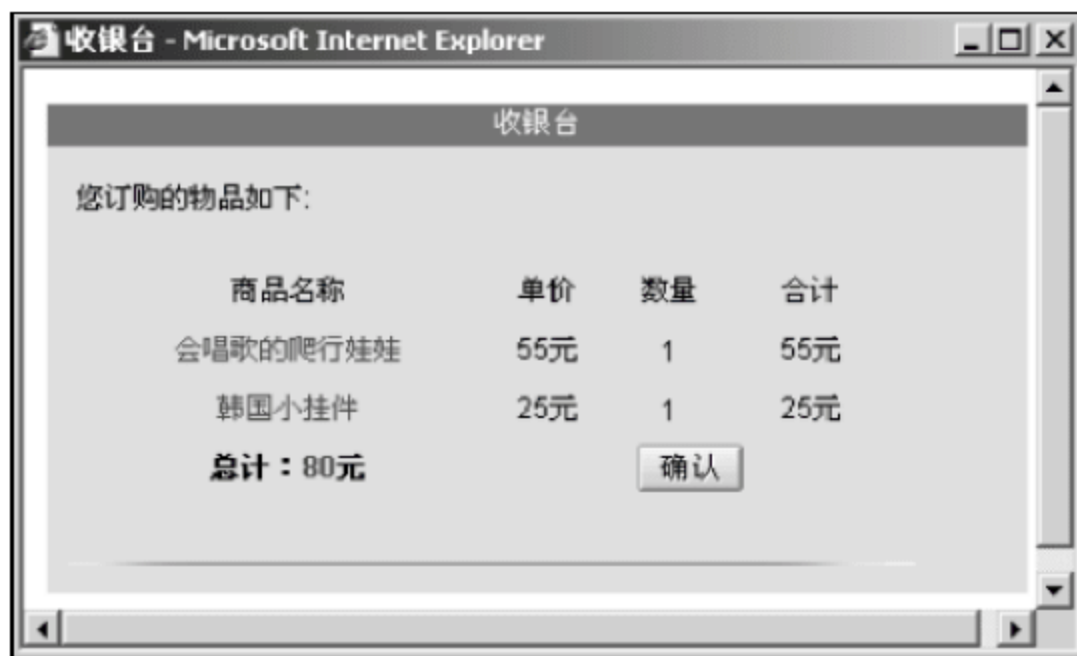 收银台 - Microsoft Internet Explorer
收银台
您订购的物品如下:
商品名称 单价 数量 合计
会唱歌的爬行娃娃 55元 1 55元
韩国小挂件 25元 1 25元
总计：80元 确认